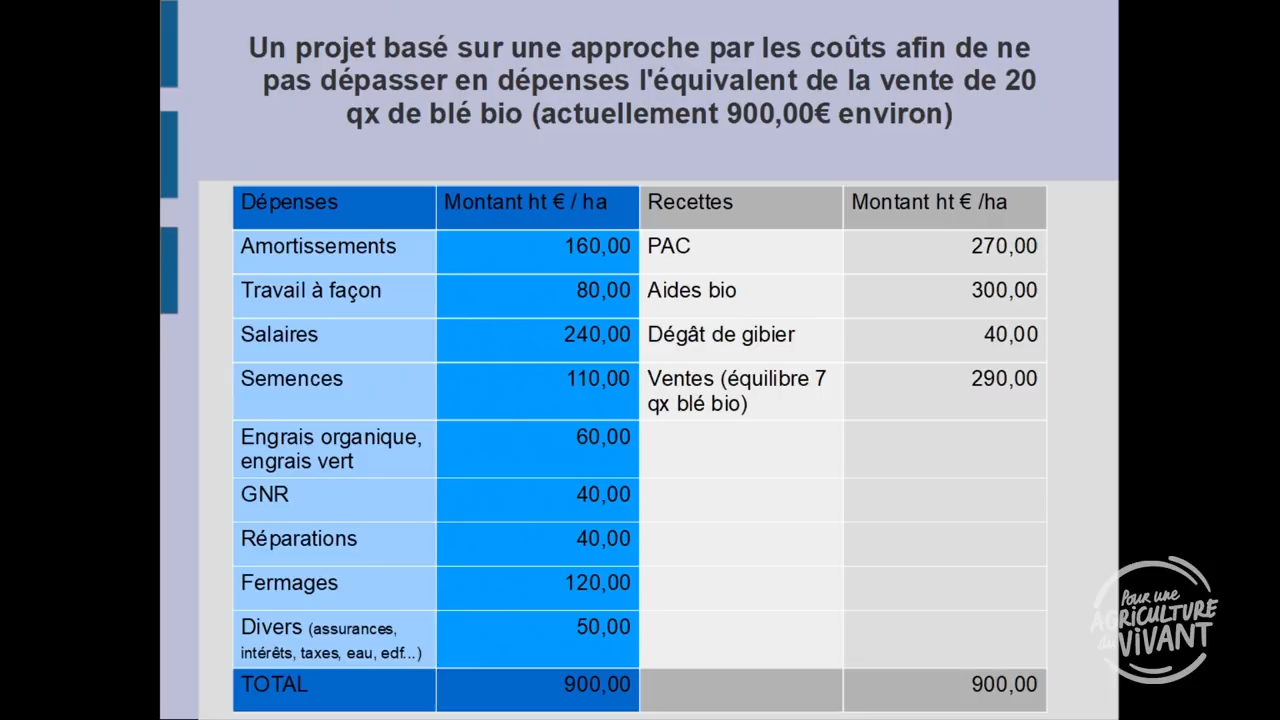 Un projet basé sur une approche par les coûts afin de ne
pas dépasser en dépenses l'équivalent de la vente de 20
qx de blé bio (actuellement 900,00€ environ)
Dépenses Montant ht € / ha Recettes Montant ht € /ha
Amortissements 160,00 PAC 270,00
Travail à façon 80,00 Aides bio 300,00
Salaires 240,00 Dégât de gibier 40,00
Semences 110,00 Ventes (équilibre 7 290,00
qx blé bio)
Engrais organique, 60,00
engrais vert
GNR 40,00
Réparations 40,00
Fermages 120,00
Divers (assurances, 50,00
intérêts, taxes, eau, edf...)
TOTAL 900,00 900,00
Pour une
AGRICULTURE
du VIVANT